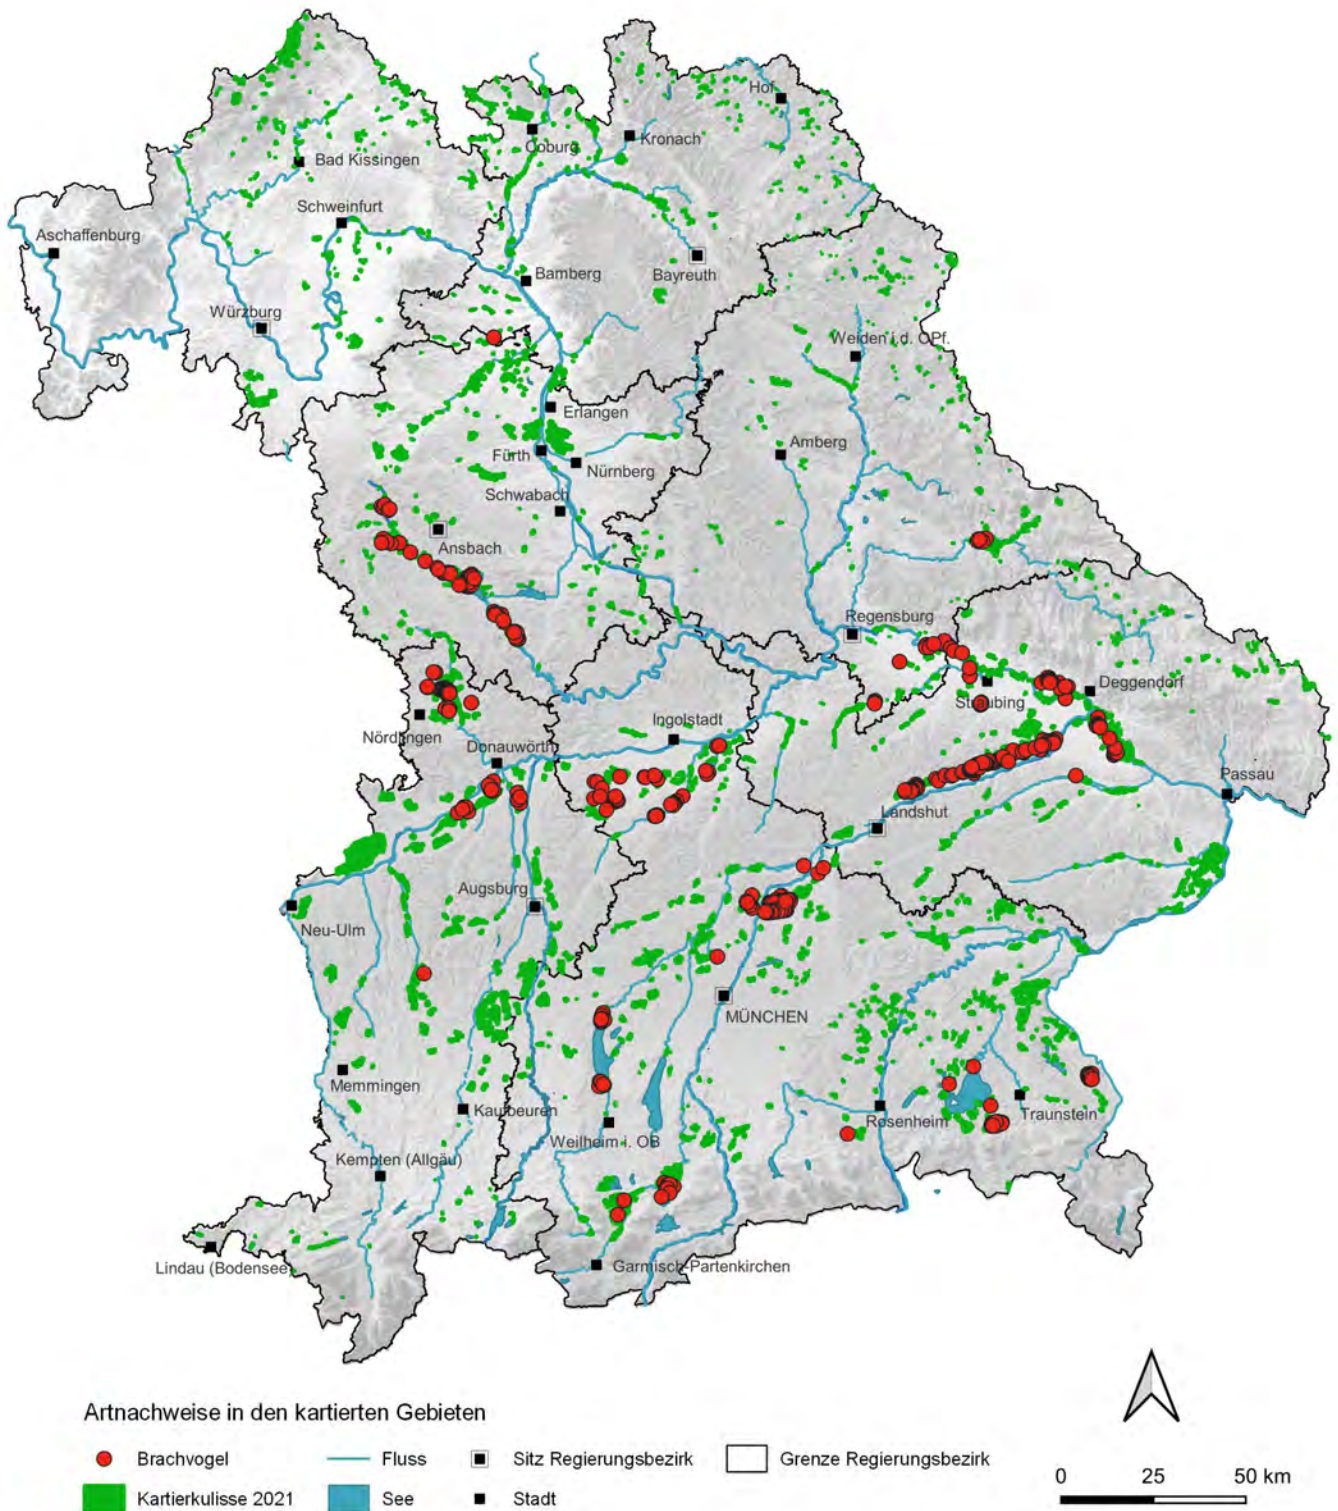 Hof
Kronach
Coburg
Bad Kissingen
Schweinfurt
Aschaffenburg
Bayreuth
Bamberg
Würzburg
Weiden i.d. OPf.
Erlangen
Amberg
Fürth
Nürnberg
Schwabach
Ansbach
Regensburg
Deggendorf
Straubing
Nördlingen
Ingolstadt
Donauwörth
Passau
Landshut
Augsburg
Neu-Ulm
MÜNCHEN
Memmingen
Kaufbeuren
Rosenheim
Traunstein
Weilheim i. OB
Kempten (Allgäu)
Lindau (Bodensee)
Garmisch-Partenkirchen
Artnachweise in den kartierten Gebieten
Brachvogel
Fluss
Sitz Regierungsbezirk
Grenze Regierungsbezirk
Kartierkulisse 2021
See
Stadt
0 25 50 km